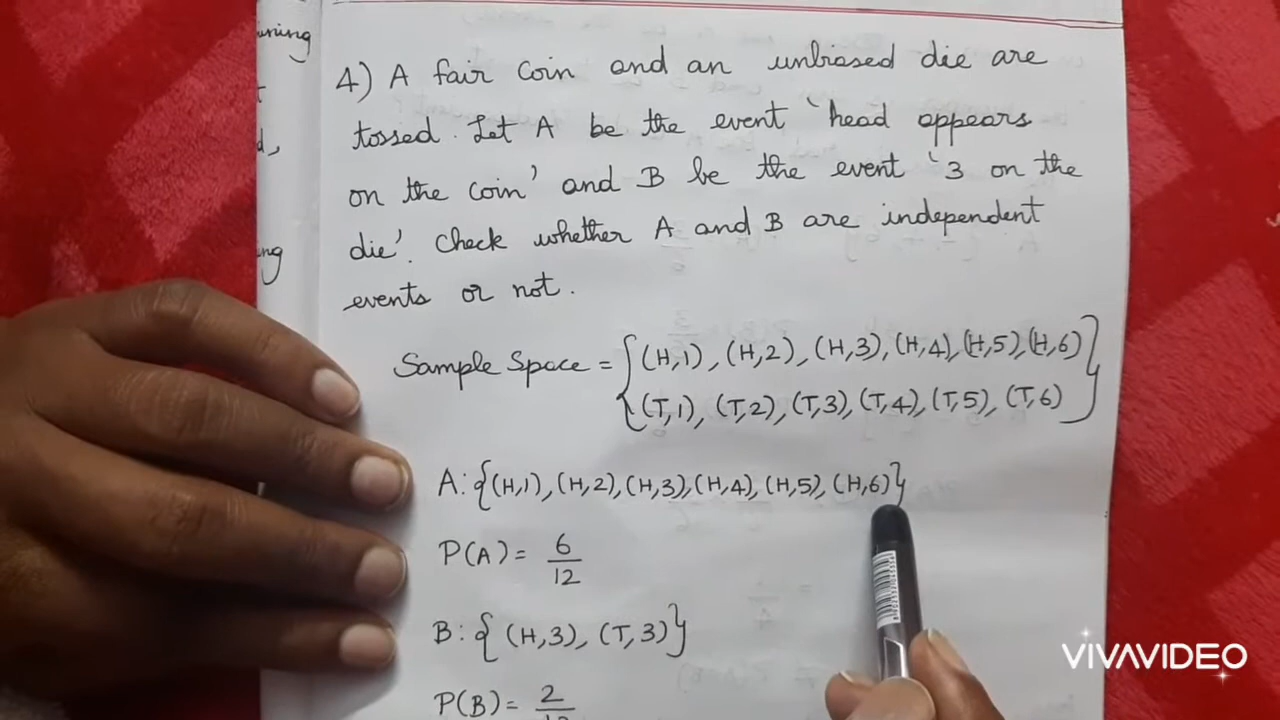 4) A fair coin and an unbiased die are
tossed. Let A be the event 'head appears
on the coin' and B be the event '3 on the
die'. Check whether A and B are independent
events or not.
Sample Space = {(H,1), (H,2), (H,3), (H,4), (H,5), (H,6)
(T,1), (T,2), (T,3), (T,4), (T,5), (T,6)}
A: {(H,1), (H,2), (H,3), (H,4), (H,5), (H,6)}
P(A) = 6/12
B: {(H,3), (T,3)}
P(B) = 2/12
VIVAVIDEO